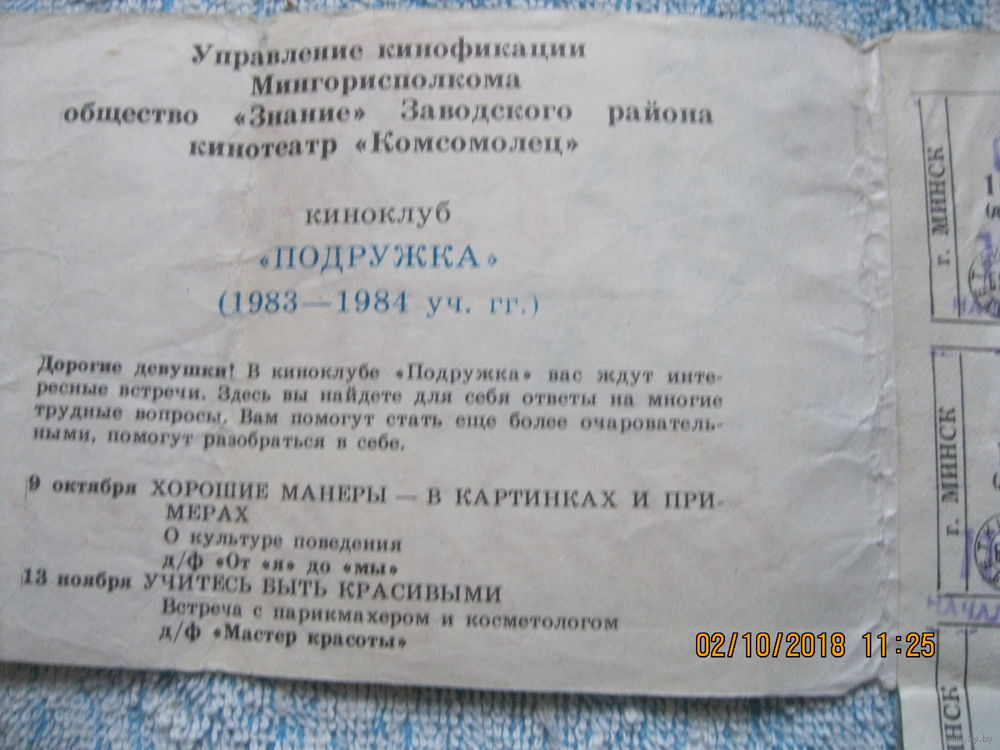 Управление кинофикации
Мингорисполкома
общество «Знание» Заводского района
кинотеатр «Комсомолец»
киноклуб
«ПОДРУЖКА»
(1983—1984 уч. гг.)
Дорогие девушки! В киноклубе «Подружка» вас ждут инте-
ресные встречи. Здесь вы найдете для себя ответы на многие
трудные вопросы. Вам помогут стать еще более очарователь-
ными, помогут разобраться в себе.
9 октября ХОРОШИЕ МАНЕРЫ — В КАРТИНКАХ И ПРИ-
МЕРАХ
О культуре поведения
д/ф «От «я» до «мы»
13 ноября УЧИТЕСЬ БЫТЬ КРАСИВЫМИ
Встреча с парикмахером и косметологом
д/ф «Мастер красоты»
г. МИНСК
г. МИНСК
02/10/2018 11:25